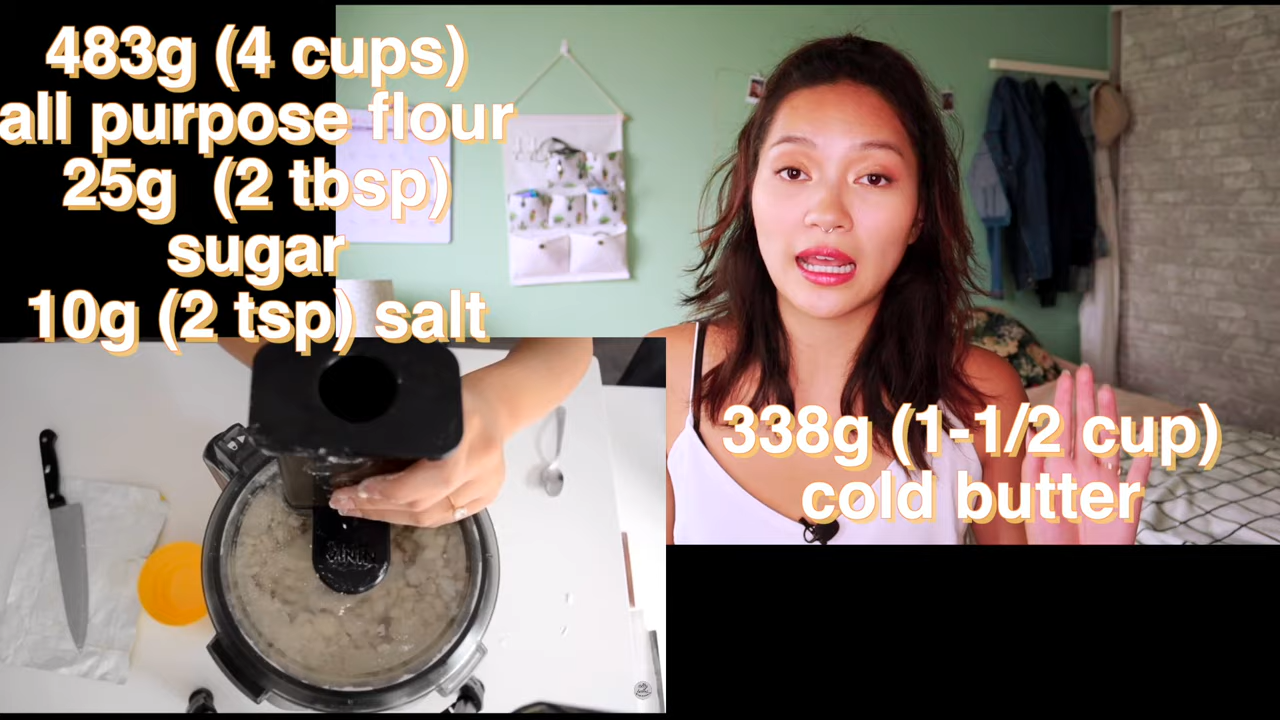 483g (4 cups)
all purpose flour
25g (2 tbsp)
sugar
10g (2 tsp) salt
338g (1-1/2 cup)
cold butter